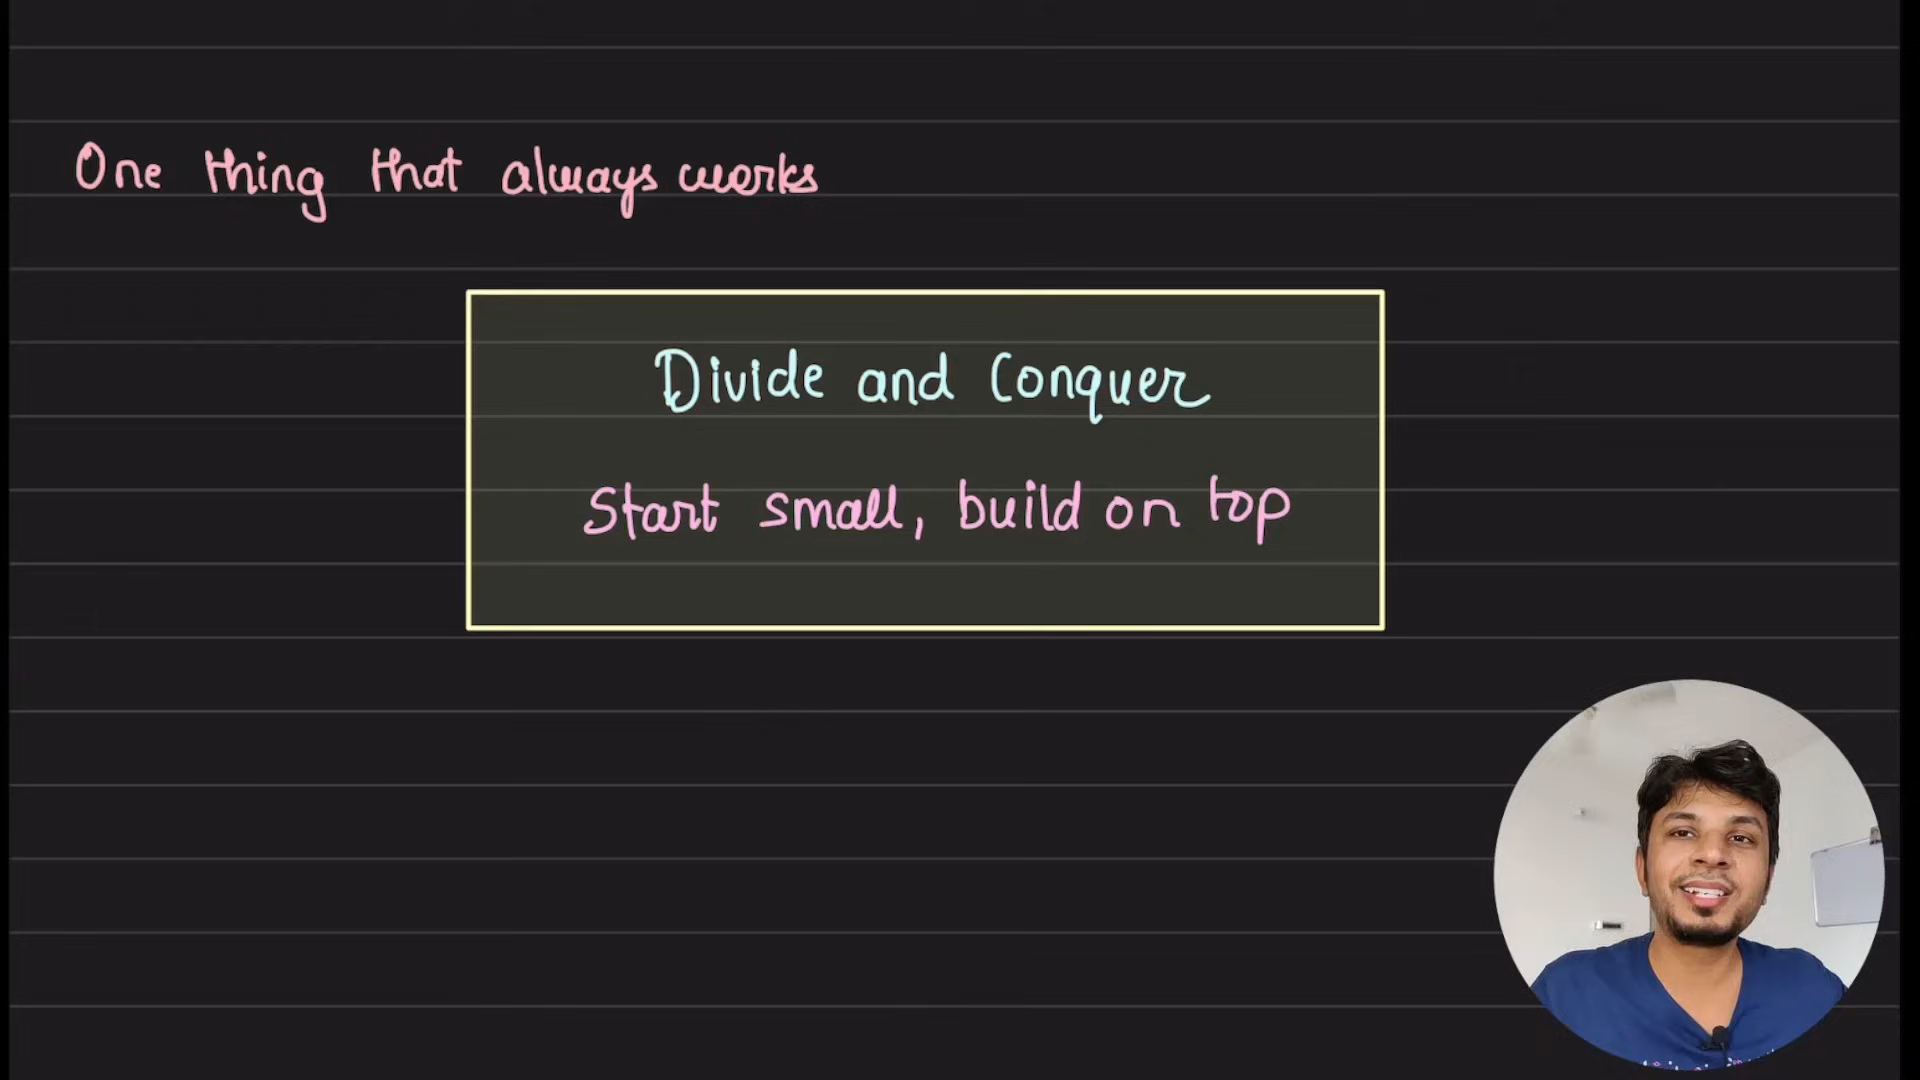 One thing that always works
Divide and Conquer
Start small, build on top